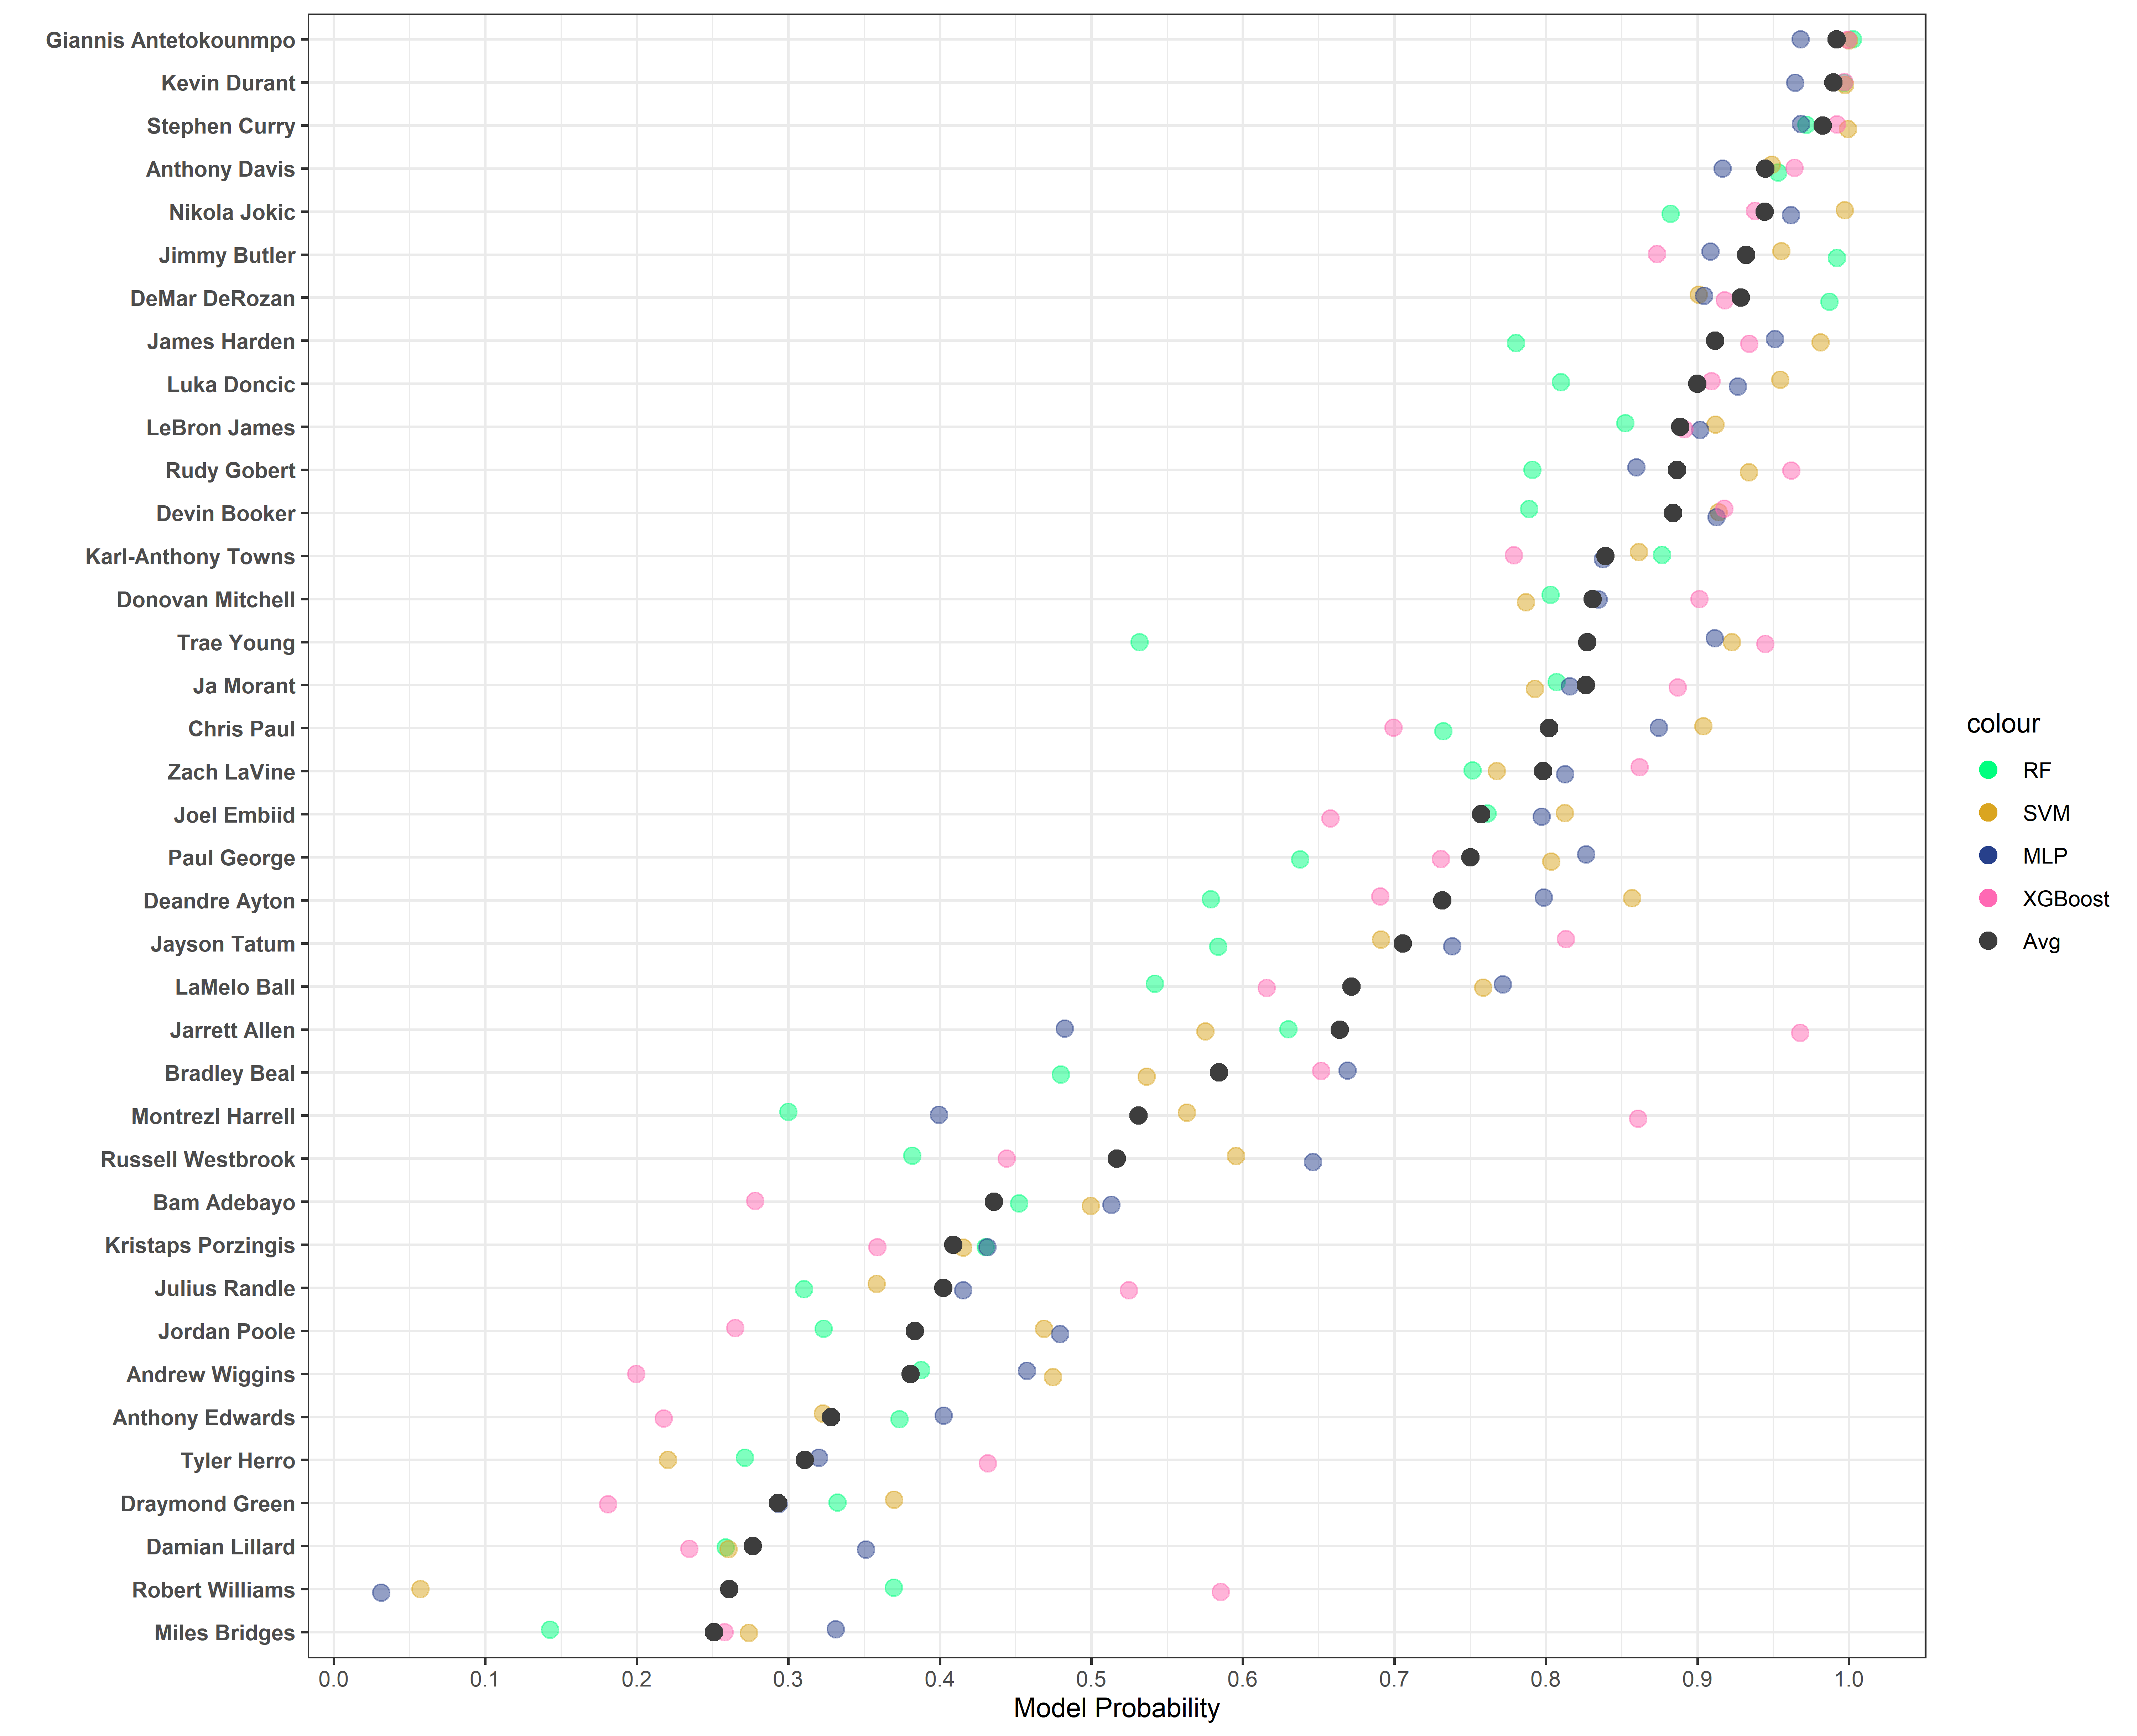 Giannis Antetokounmpo
Kevin Durant
Stephen Curry
Anthony Davis
Nikola Jokic
Jimmy Butler
DeMar DeRozan
James Harden
Luka Doncic
LeBron James
Rudy Gobert
Devin Booker
Karl-Anthony Towns
Donovan Mitchell
Trae Young
Ja Morant
Chris Paul
Zach LaVine
Joel Embiid
Paul George
Deandre Ayton
Jayson Tatum
LaMelo Ball
Jarrett Allen
Bradley Beal
Montrezl Harrell
Russell Westbrook
Bam Adebayo
Kristaps Porzingis
Julius Randle
Jordan Poole
Andrew Wiggins
Anthony Edwards
Tyler Herro
Draymond Green
Damian Lillard
Robert Williams
Miles Bridges
0.0 0.1 0.2 0.3 0.4 0.5 0.6 0.7 0.8 0.9 1.0
Model Probability
colour
RF
SVM
MLP
XGBoost
Avg